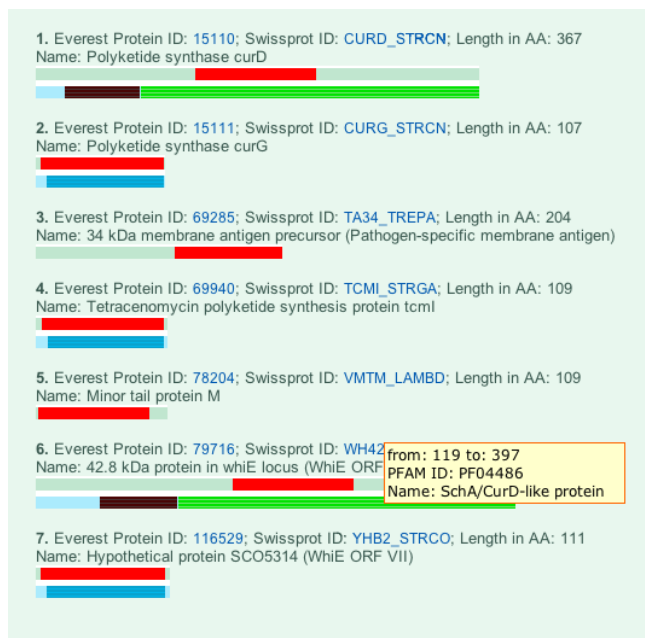 1. Everest Protein ID: 15110; Swissprot ID: CURD_STRCN; Length in AA: 367
Name: Polyketide synthase curD
2. Everest Protein ID: 15111; Swissprot ID: CURG_STRCN; Length in AA: 107
Name: Polyketide synthase curG
3. Everest Protein ID: 69285; Swissprot ID: TA34_TREPA; Length in AA: 204
Name: 34 kDa membrane antigen precursor (Pathogen-specific membrane antigen)
4. Everest Protein ID: 69940; Swissprot ID: TCMI_STRGA; Length in AA: 109
Name: Tetracenomycin polyketide synthesis protein tcmI
5. Everest Protein ID: 78204; Swissprot ID: VMTM_LAMBD; Length in AA: 109
Name: Minor tail protein M
6. Everest Protein ID: 79716; Swissprot ID: WH42
Name: 42.8 kDa protein in whiE locus (WhiE ORF
from: 119 to: 397
PFAM ID: PF04486
Name: SchA/CurD-like protein
7. Everest Protein ID: 116529; Swissprot ID: YHB2_STRCO; Length in AA: 111
Name: Hypothetical protein SCO5314 (WhiE ORF VII)